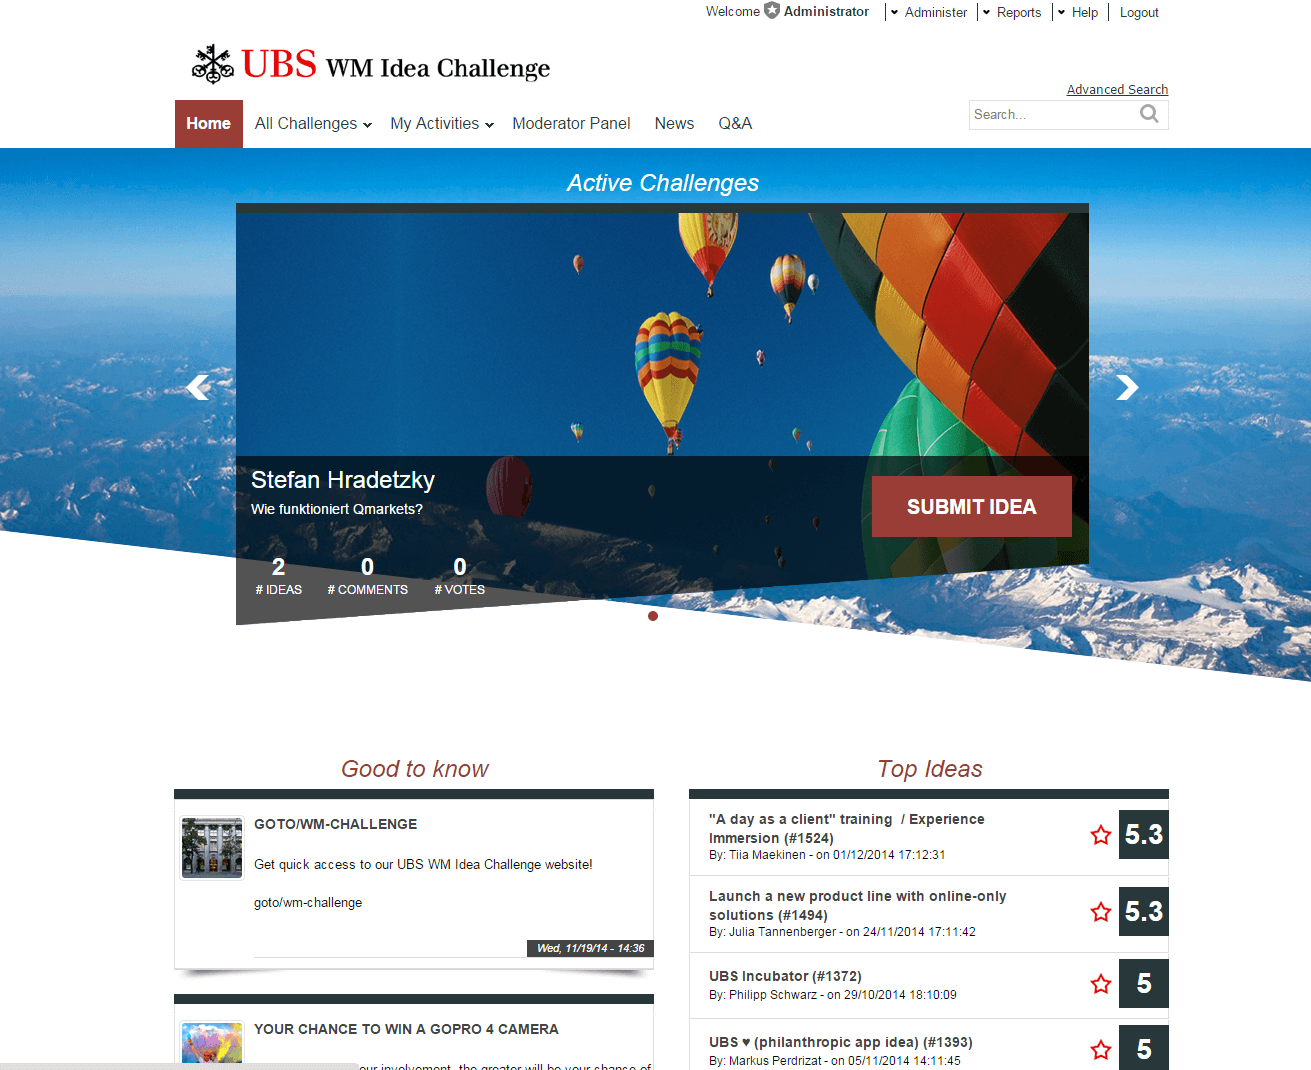 Welcome Administrator Administer Reports Help Logout
UBS WM Idea Challenge
Advanced Search
Search...
Home All Challenges My Activities Moderator Panel News Q&A
Active Challenges
Stefan Hradetzky
Wie funktioniert Qmarkets?
SUBMIT IDEA
2 0 0
# IDEAS # COMMENTS # VOTES
Good to know
GOTO/WM-CHALLENGE
Get quick access to our UBS WM Idea Challenge website!
goto/wm-challenge
Wed, 11/19/14 - 14:36
YOUR CHANCE TO WIN A GOPRO 4 CAMERA
our involvement, the greater will be your chance of
Top Ideas
"A day as a client" training / Experience
Immersion (#1524)
By: Tiia Maekinen - on 01/12/2014 17:12:31
5.3
Launch a new product line with online-only
solutions (#1494)
By: Julia Tannenberger - on 24/11/2014 17:11:42
5.3
UBS Incubator (#1372)
By: Philipp Schwarz - on 29/10/2014 18:10:09
5
UBS ♥ (philanthropic app idea) (#1393)
By: Markus Perdrizat - on 05/11/2014 14:11:45
5